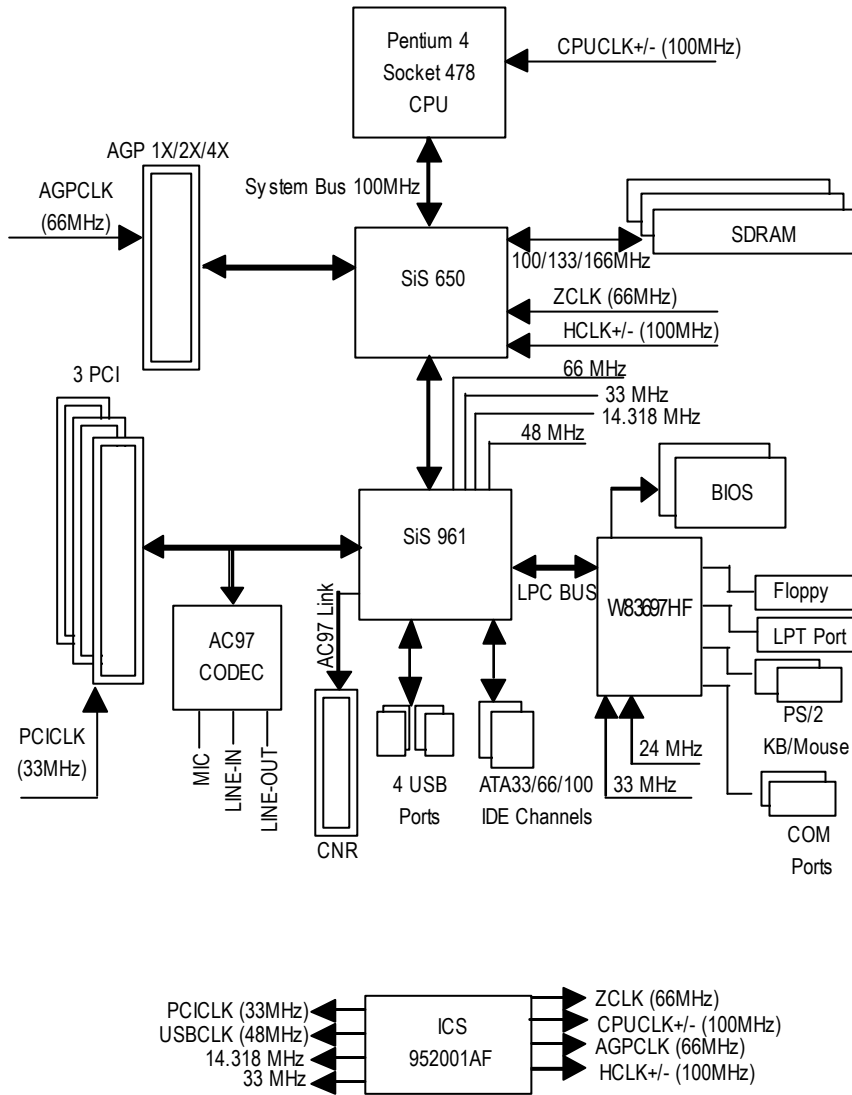 Pentium 4
Socket 478
CPU
CPUCLK+/- (100MHz)
AGP 1X/2X/4X
AGPCLK
(66MHz)
System Bus 100MHz
SiS 650
SDRAM
100/133/166MHz
ZCLK (66MHz)
HCLK+/- (100MHz)
3 PCI
66 MHz
33 MHz
14.318 MHz
48 MHz
SiS 961
BIOS
LPC BUS
W83697HF
Floppy
LPT Port
PS/2
KB/Mouse
COM
Ports
24 MHz
33 MHz
AC97 Link
AC97
CODEC
MIC
LINE-IN
LINE-OUT
PCICLK
(33MHz)
CNR
4 USB
Ports
ATA33/66/100
IDE Channels
PCICLK (33MHz)
USBCLK (48MHz)
14.318 MHz
33 MHz
ICS
952001AF
ZCLK (66MHz)
CPUCLK+/- (100MHz)
AGPCLK (66MHz)
HCLK+/- (100MHz)